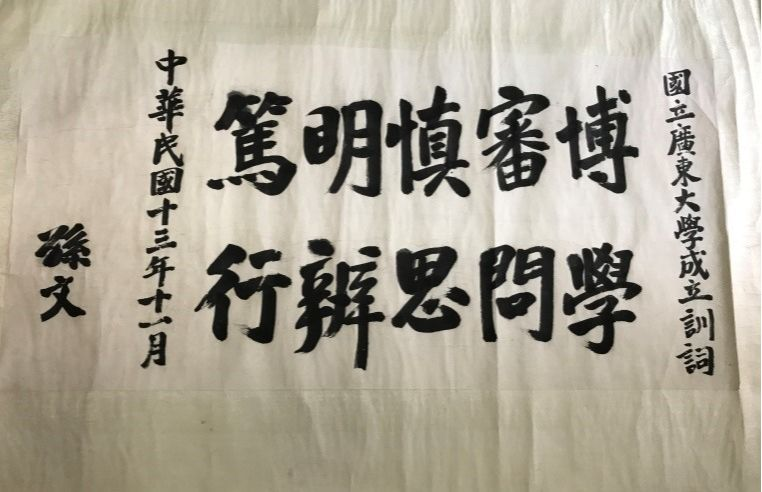 國立廣東大學成立訓詞
博學
審問
慎思
明辨
篤行
中華民國十三年十一月
孫文